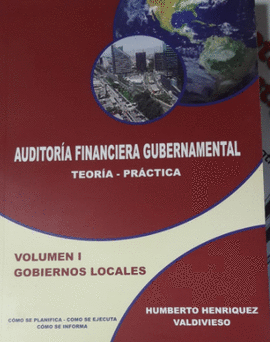 AUDITORÍA FINANCIERA GUBERNAMENTAL
TEORÍA - PRÁCTICA
VOLUMEN I
GOBIERNOS LOCALES
HUMBERTO HENRIQUEZ
VALDIVIESO
CÓMO SE PLANIFICA - COMO SE EJECUTA
CÓMO SE INFORMA